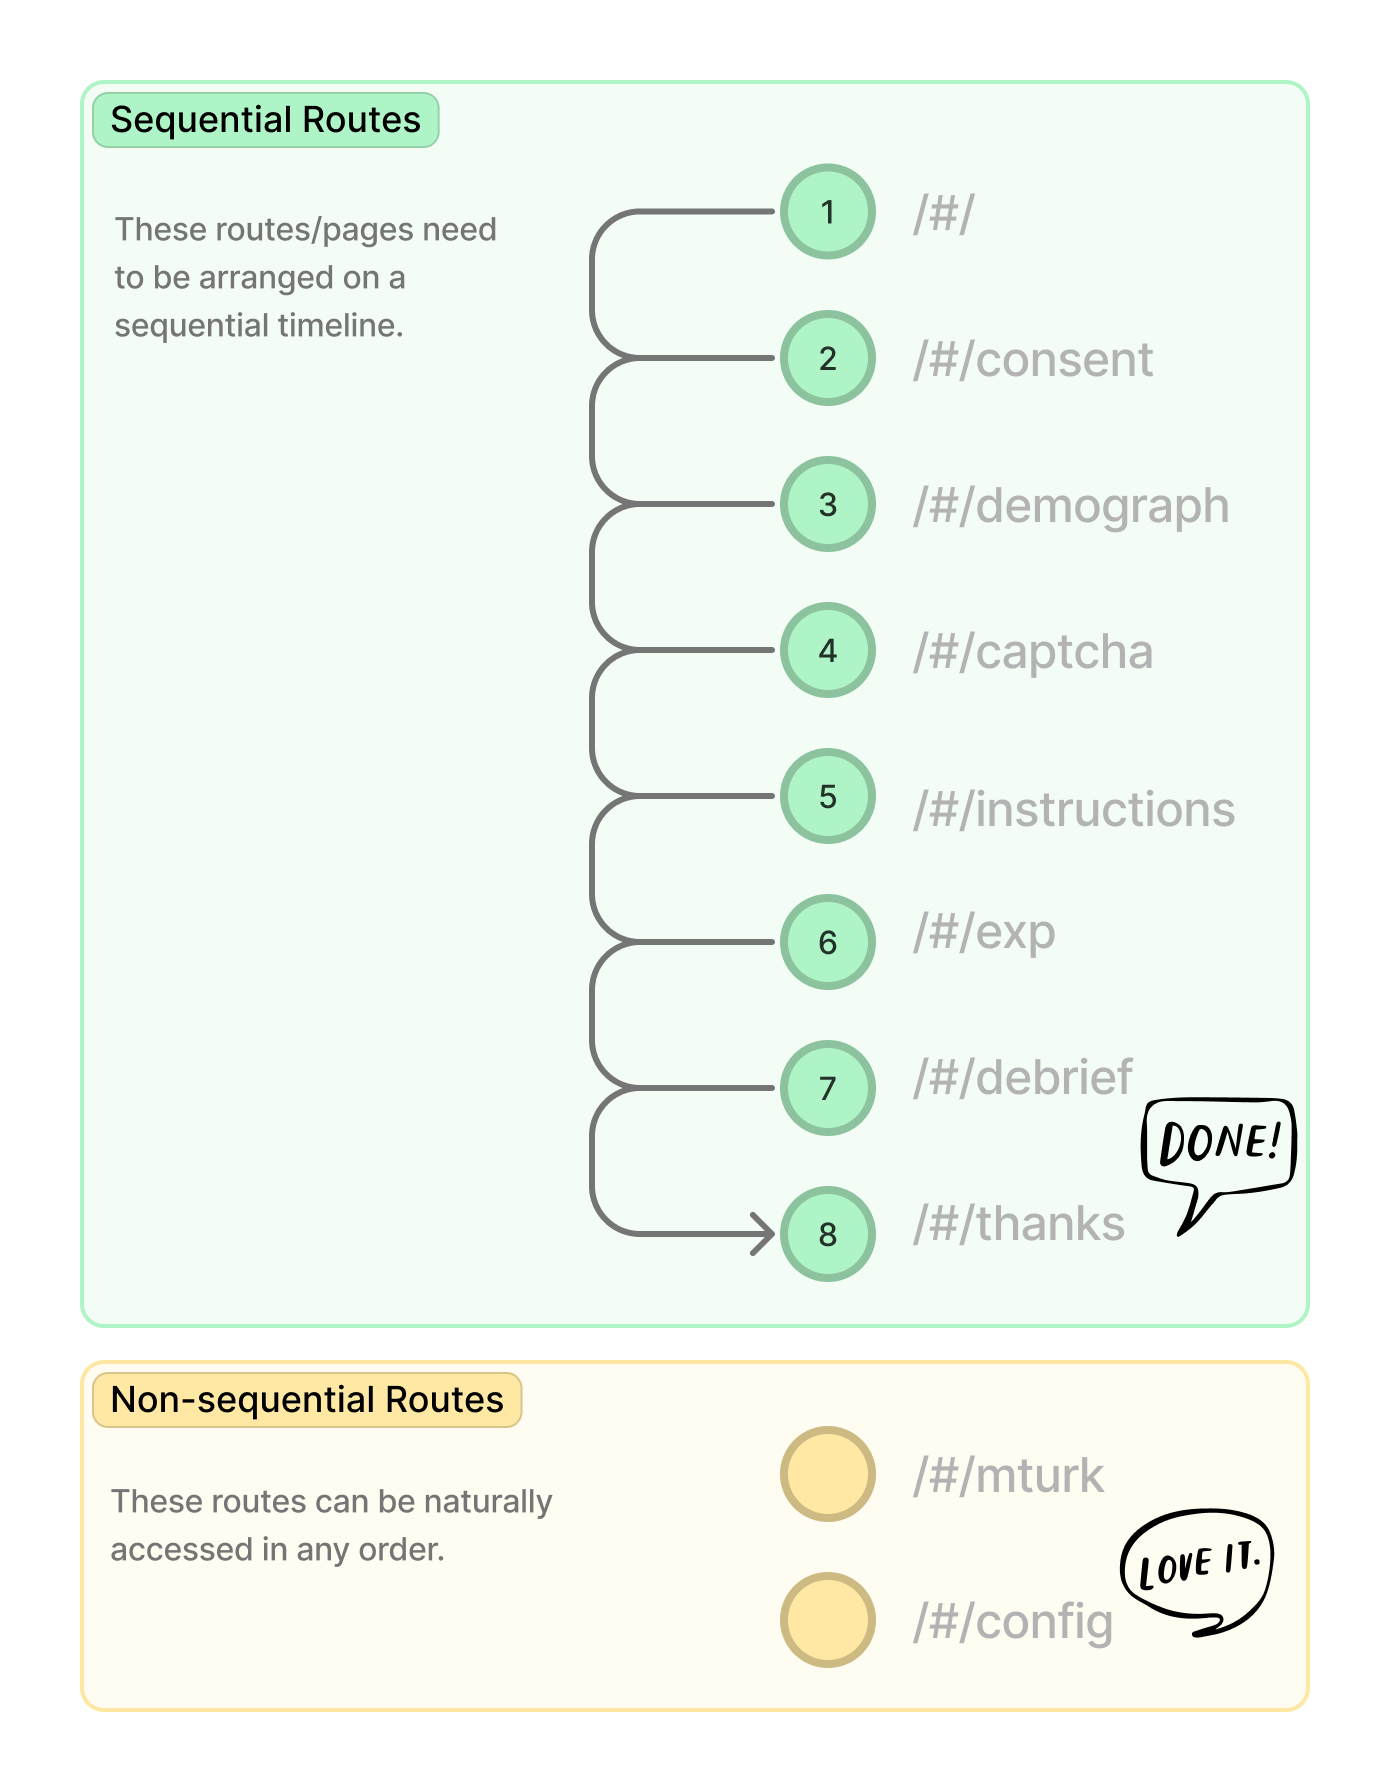 Sequential Routes
These routes/pages need
to be arranged on a
sequential timeline.
1 /#/
2 /#/consent
3 /#/demograph
4 /#/captcha
5 /#/instructions
6 /#/exp
7 /#/debrief
DONE!
8 /#/thanks
Non-sequential Routes
These routes can be naturally
accessed in any order.
/#/mturk
LOVE IT.
/#/config